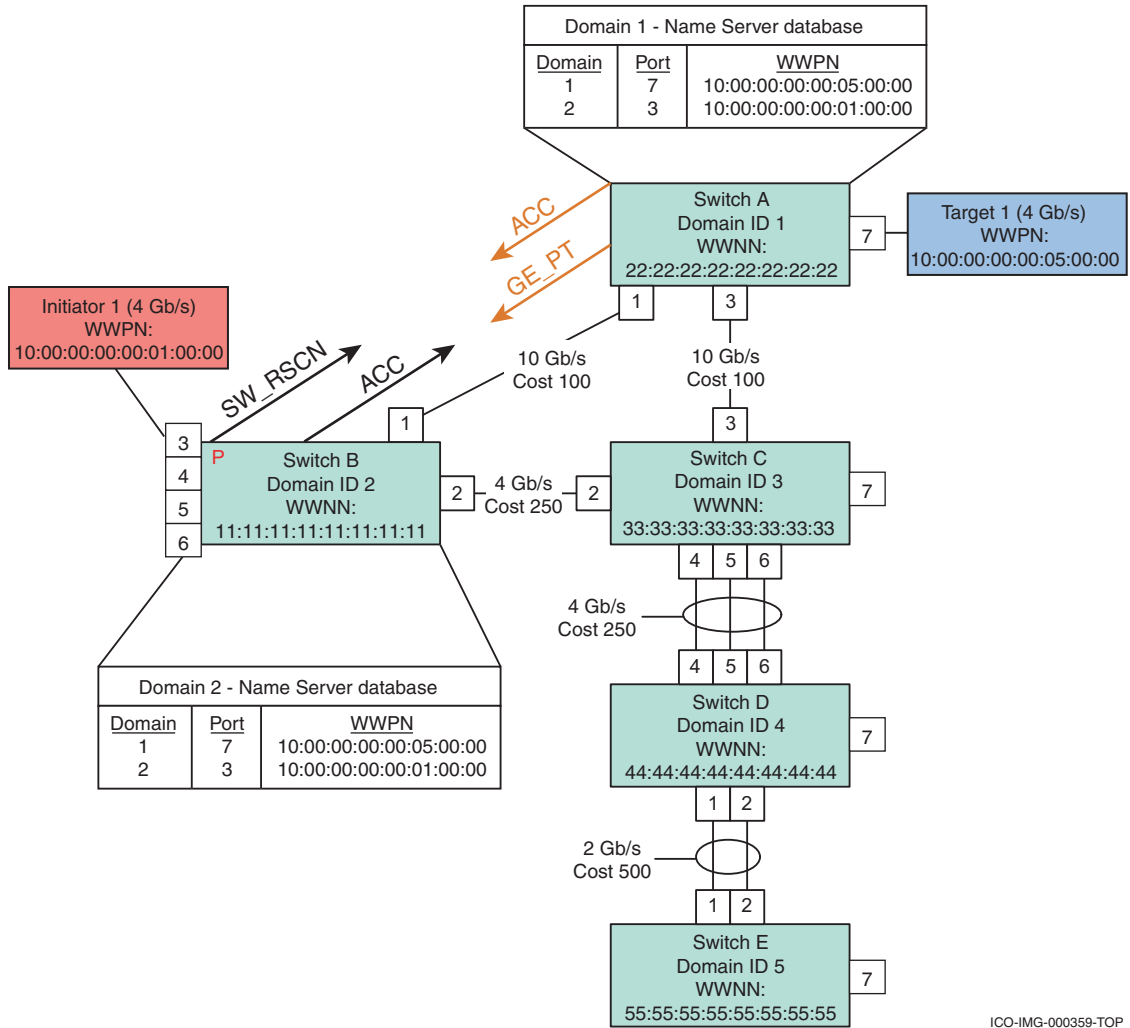 Domain 1 - Name Server database
Domain Port WWPN
1 7 10:00:00:00:00:05:00:00
2 3 10:00:00:00:00:01:00:00
ACC
GE_PT
Switch A
Domain ID 1
WWNN:
22:22:22:22:22:22:22:22
7
1
3
Target 1 (4 Gb/s)
WWPN:
10:00:00:00:00:05:00:00
Initiator 1 (4 Gb/s)
WWPN:
10:00:00:00:00:01:00:00
SW_RSCN
ACC
10 Gb/s
Cost 100
10 Gb/s
Cost 100
1
3
3
4
5
6
P
Switch B
Domain ID 2
WWNN:
11:11:11:11:11:11:11:11
2
4 Gb/s
Cost 250
2
Switch C
Domain ID 3
WWNN:
33:33:33:33:33:33:33:33
7
4 5 6
4 Gb/s
Cost 250
4 5 6
Domain 2 - Name Server database
Domain Port WWPN
1 7 10:00:00:00:00:05:00:00
2 3 10:00:00:00:00:01:00:00
Switch D
Domain ID 4
WWNN:
44:44:44:44:44:44:44:44
7
1 2
2 Gb/s
Cost 500
1 2
Switch E
Domain ID 5
WWNN:
55:55:55:55:55:55:55:55
7
ICO-IMG-000359-TOP